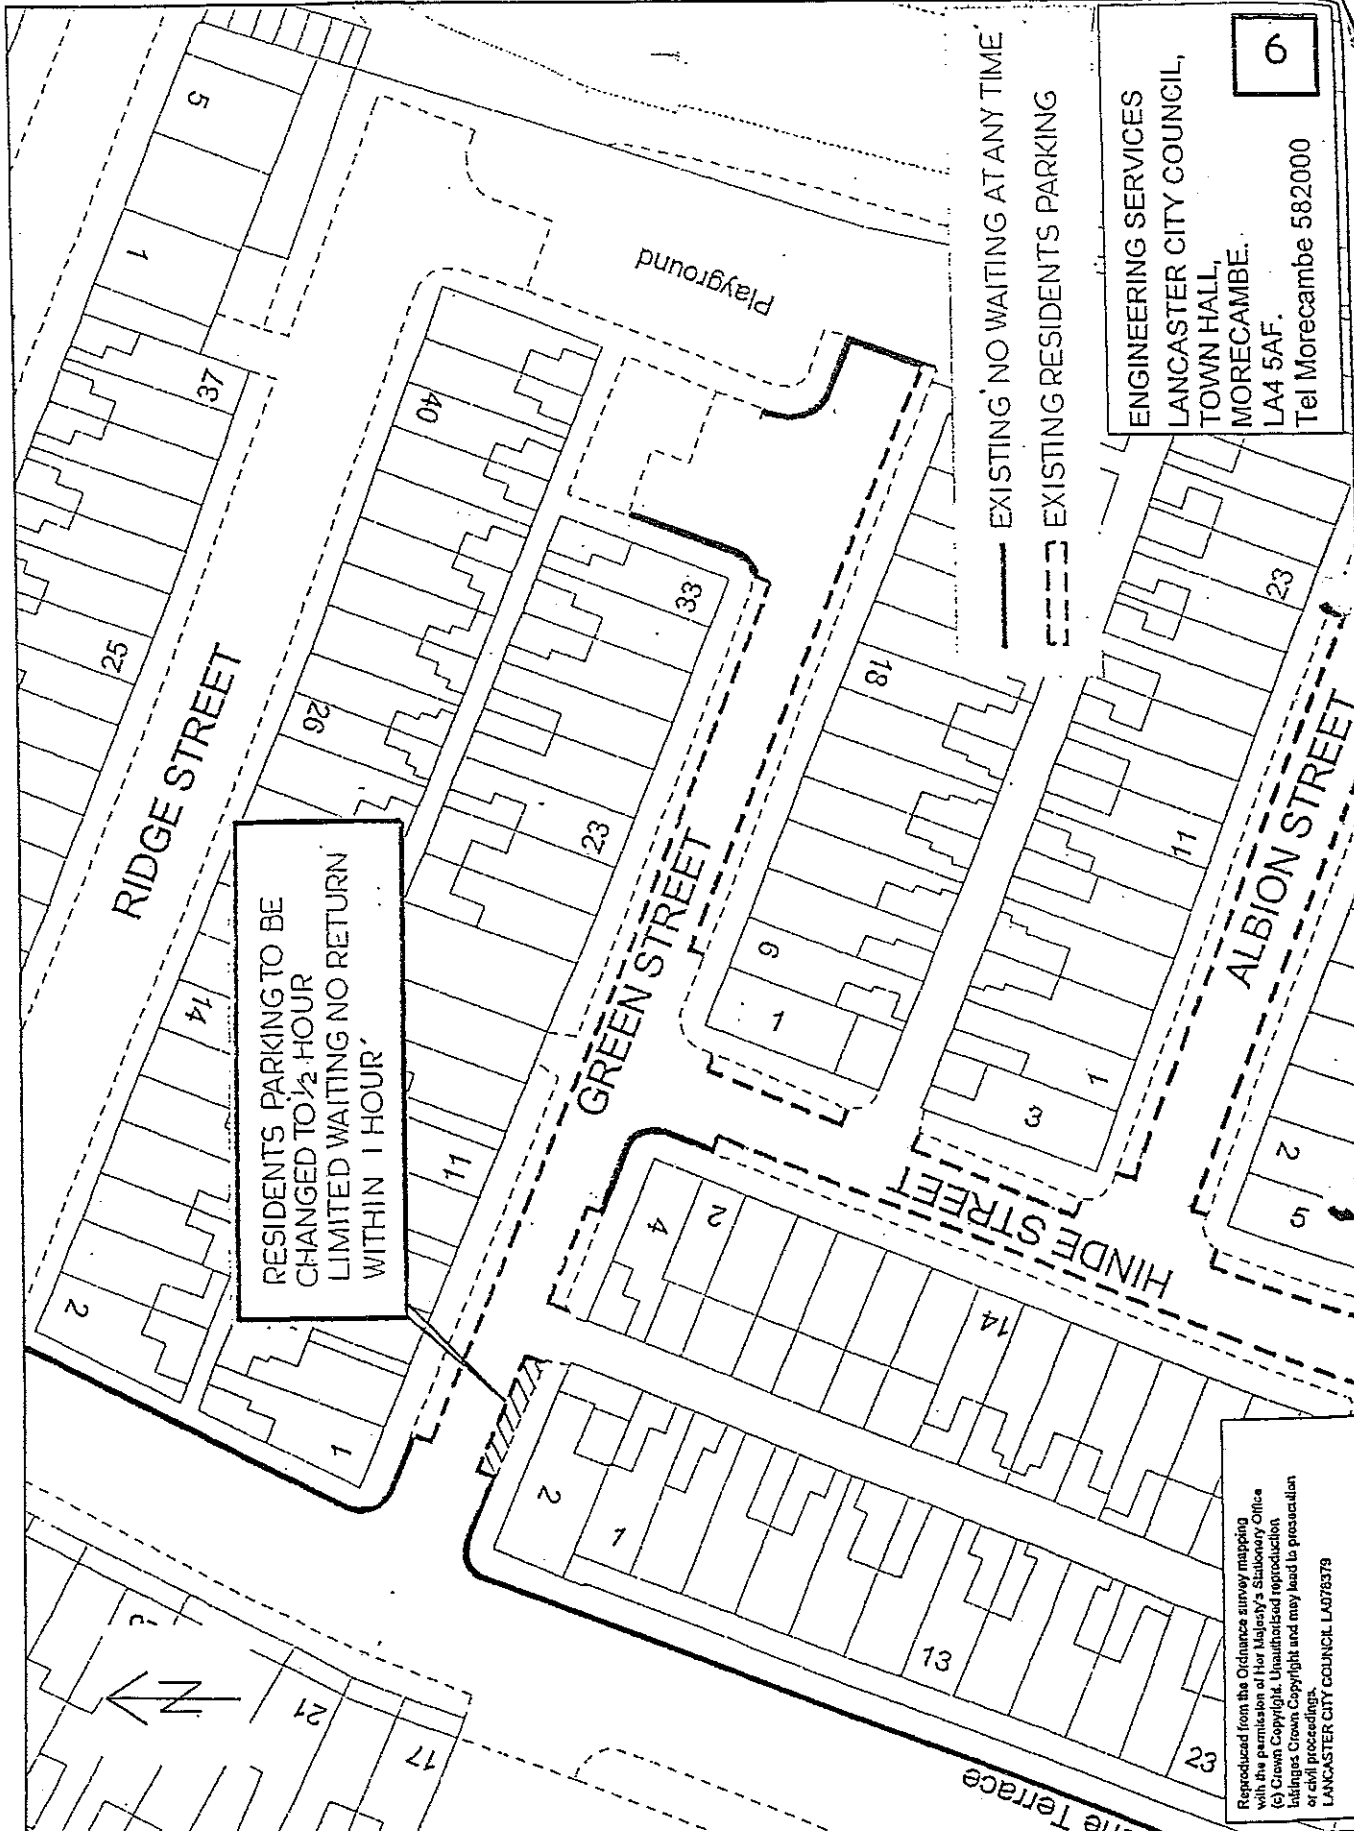 RESIDENTS PARKING TO BE
CHANGED TO ½ HOUR
LIMITED WAITING NO RETURN
WITHIN 1 HOUR'
EXISTING 'NO WAITING AT ANY TIME'
EXISTING RESIDENTS PARKING
ENGINEERING SERVICES
LANCASTER CITY COUNCIL,
TOWN HALL,
MORECAMBE.
LA4 5AF.
Tel Morecambe 582000
6
RIDGE STREET
GREEN STREET
HINDE STREET
ALBION STREET
Playground
Terrace
N
5
1
37
25
40
26
14
2
33
23
11
1
18
9
1
23
11
1
3
2
5
4
2
14
2
1
13
23
21
17
Reproduced from the Ordnance survey mapping
with the permission of Her Majesty's Stationery Office
(c) Crown Copyright. Unauthorised reproduction
infringes Crown Copyright and may lead to prosecution
or civil proceedings.
LANCASTER CITY COUNCIL LA078379